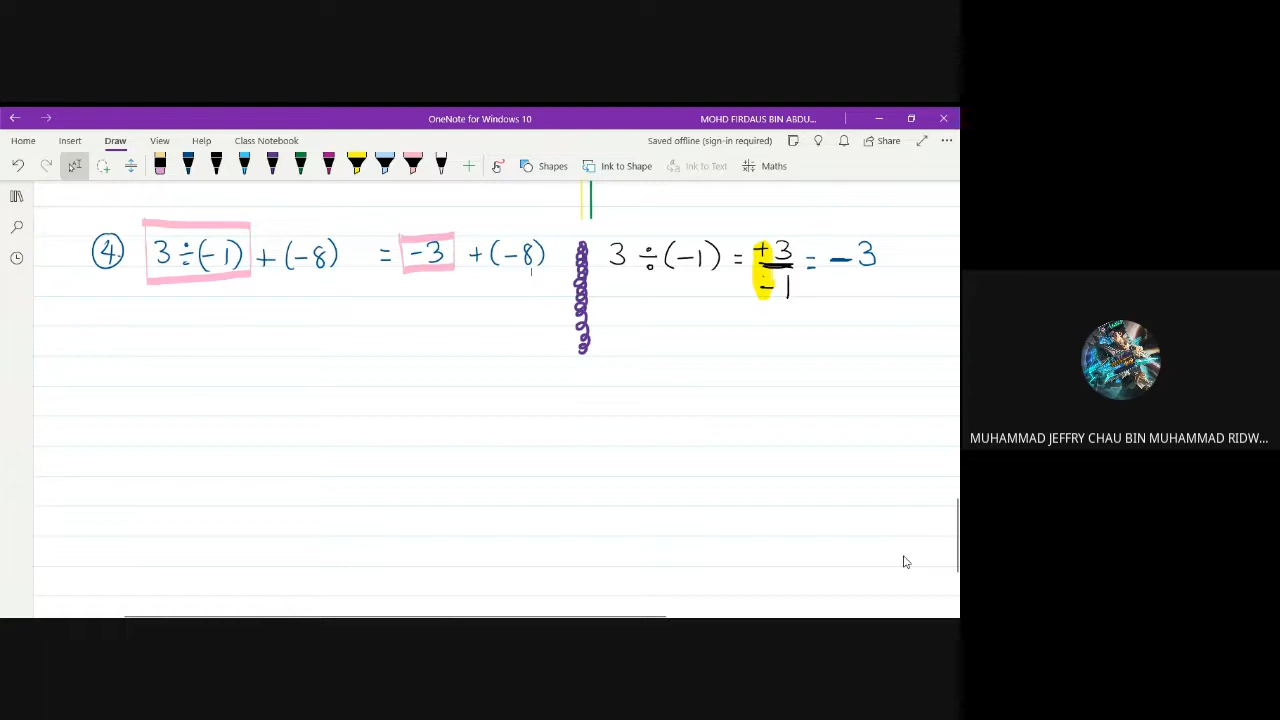 OneNote for Windows 10
MOHD FIRDAUS BIN ABDU...
Home Insert Draw View Help Class Notebook
Saved offline (sign-in required)
Share
Shapes
Ink to Shape
Ink to Text
Maths
④ 3 ÷ (-1) + (-8) = -3 + (-8)
3 ÷ (-1) = +3 / -1 = -3
MUHAMMAD JEFFRY CHAU BIN MUHAMMAD RIDW...